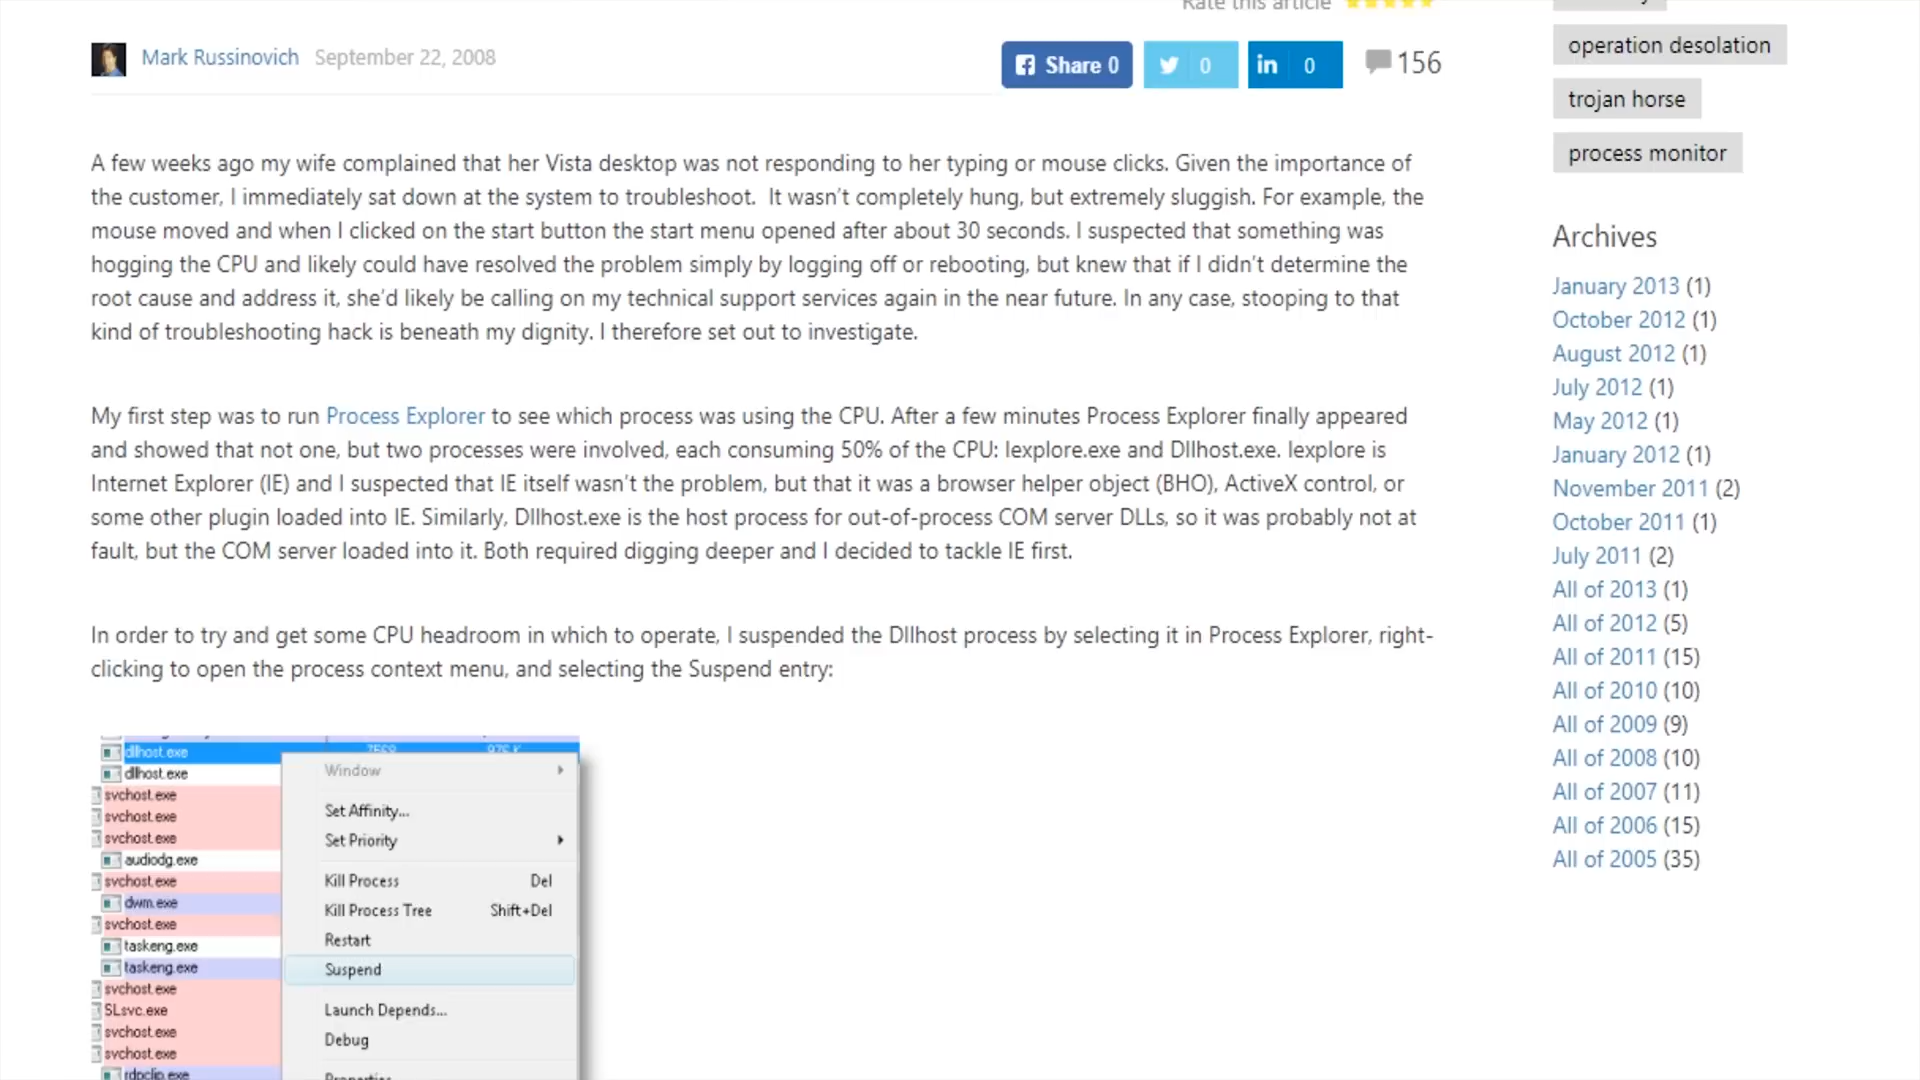 Rate this article
Mark Russinovich September 22, 2008
Share 0
0
in 0
156
A few weeks ago my wife complained that her Vista desktop was not responding to her typing or mouse clicks. Given the importance of
the customer, I immediately sat down at the system to troubleshoot.  It wasn't completely hung, but extremely sluggish. For example, the
mouse moved and when I clicked on the start button the start menu opened after about 30 seconds. I suspected that something was
hogging the CPU and likely could have resolved the problem simply by logging off or rebooting, but knew that if I didn't determine the
root cause and address it, she'd likely be calling on my technical support services again in the near future. In any case, stooping to that
kind of troubleshooting hack is beneath my dignity. I therefore set out to investigate.
My first step was to run Process Explorer to see which process was using the CPU. After a few minutes Process Explorer finally appeared
and showed that not one, but two processes were involved, each consuming 50% of the CPU: Iexplore.exe and Dllhost.exe. Iexplore is
Internet Explorer (IE) and I suspected that IE itself wasn't the problem, but that it was a browser helper object (BHO), ActiveX control, or
some other plugin loaded into IE. Similarly, Dllhost.exe is the host process for out-of-process COM server DLLs, so it was probably not at
fault, but the COM server loaded into it. Both required digging deeper and I decided to tackle IE first.
In order to try and get some CPU headroom in which to operate, I suspended the Dllhost process by selecting it in Process Explorer, right-
clicking to open the process context menu, and selecting the Suspend entry:
dllhost.exe
dllhost.exe
svchost.exe
svchost.exe
svchost.exe
audiodg.exe
svchost.exe
dwm.exe
svchost.exe
taskeng.exe
taskeng.exe
svchost.exe
SLsvc.exe
svchost.exe
svchost.exe
rdpclip.exe
Window
Set Affinity...
Set Priority
Kill Process Del
Kill Process Tree Shift+Del
Restart
Suspend
Launch Depends...
Debug
Properties
operation desolation
trojan horse
process monitor
Archives
January 2013 (1)
October 2012 (1)
August 2012 (1)
July 2012 (1)
May 2012 (1)
January 2012 (1)
November 2011 (2)
October 2011 (1)
July 2011 (2)
All of 2013 (1)
All of 2012 (5)
All of 2011 (15)
All of 2010 (10)
All of 2009 (9)
All of 2008 (10)
All of 2007 (11)
All of 2006 (15)
All of 2005 (35)